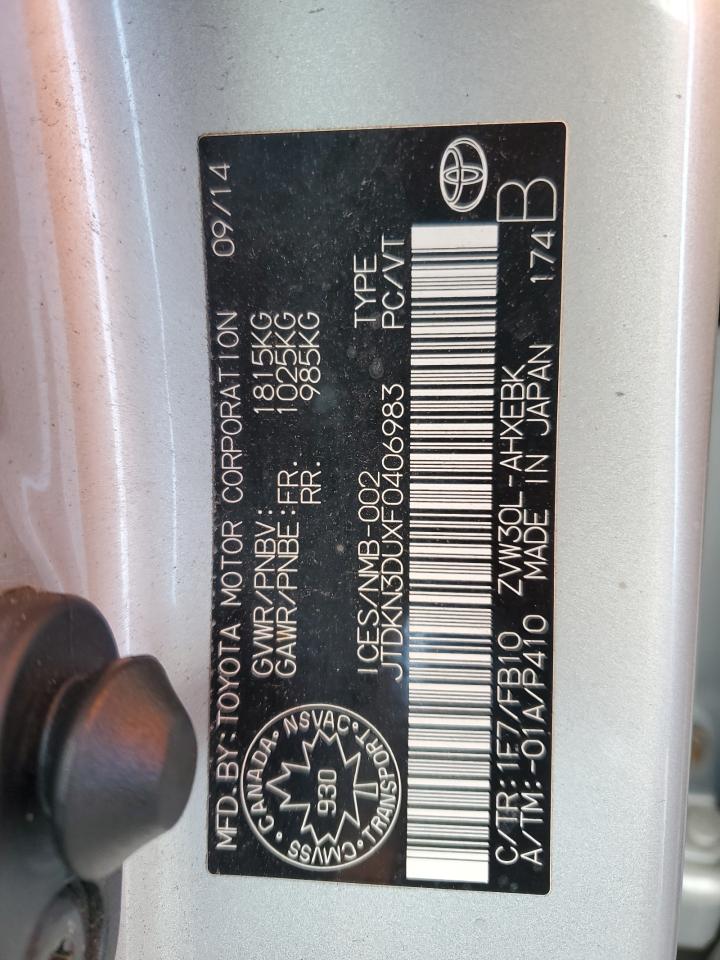 MFD.BY:TOYOTA MOTOR CORPORATION 09/14
GVWR/PNBV: 1815KG
GAWR/PNBE:FR. 1025KG
RR. 985KG
CANADA NSVAC TRANSPORT CMVSS
930
ICES/NMB-002 TYPE
JTDKN3DUXF0406983 PC/VT
C/TR:1F7/FB10 ZVW30L-AHXEBK
A/TM:-01A/P410 MADE IN JAPAN 174 B